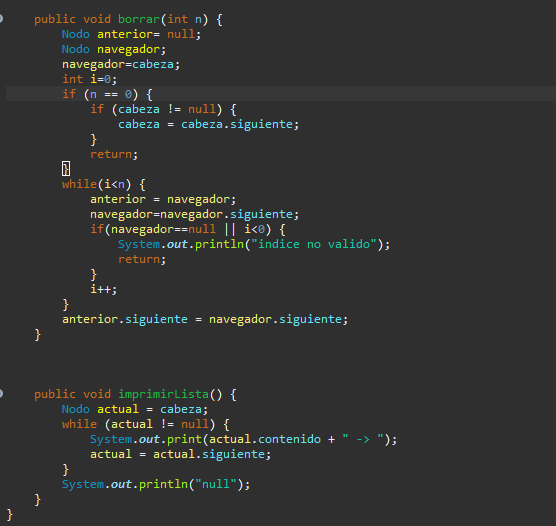 public void borrar(int n) {
Nodo anterior= null;
Nodo navegador;
navegador=cabeza;
int i=0;
if (n == 0) {
if (cabeza != null) {
cabeza = cabeza.siguiente;
}
return;
}
while(i<n) {
anterior = navegador;
navegador=navegador.siguiente;
if(navegador==null || i<0) {
System.out.println("indice no valido");
return;
}
i++;
}
anterior.siguiente = navegador.siguiente;
}
public void imprimirLista() {
Nodo actual = cabeza;
while (actual != null) {
System.out.print(actual.contenido + " -> ");
actual = actual.siguiente;
}
System.out.println("null");
}
}